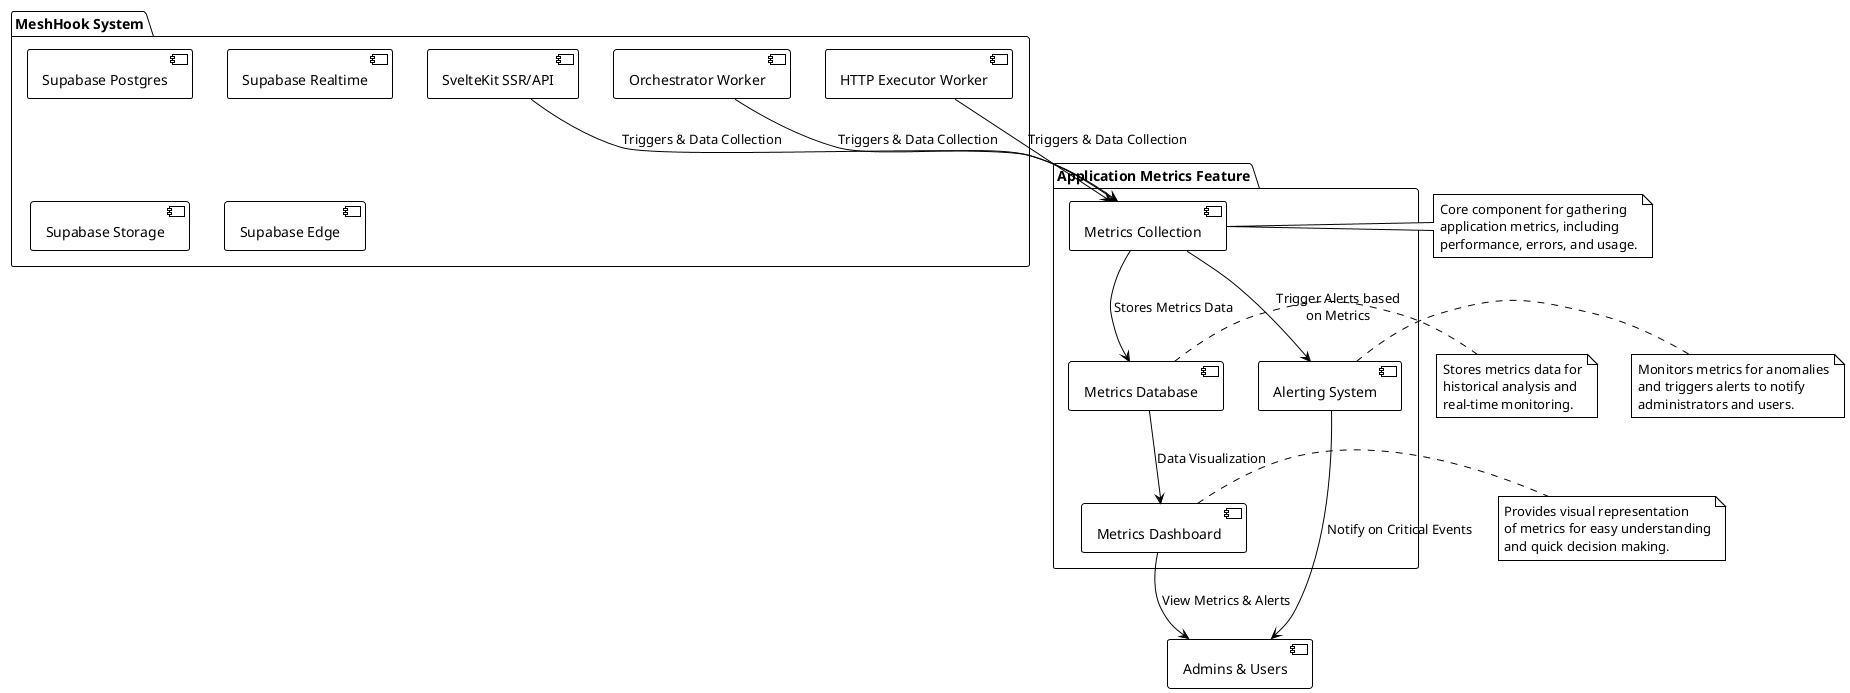 MeshHook System
Supabase Postgres
Supabase Realtime
SvelteKit SSR/API
Orchestrator Worker
HTTP Executor Worker
Triggers & Data Collection
Triggers & Data Collection
Triggers & Data Collection
Supabase Storage
Supabase Edge
Application Metrics Feature
Metrics Collection
Core component for gathering
application metrics, including
performance, errors, and usage.
Stores Metrics Data
Trigger Alerts based
on Metrics
Metrics Database
Alerting System
Stores metrics data for
historical analysis and
real-time monitoring.
Monitors metrics for anomalies
and triggers alerts to notify
administrators and users.
Data Visualization
Metrics Dashboard
Notify on Critical Events
Provides visual representation
of metrics for easy understanding
and quick decision making.
View Metrics & Alerts
Admins & Users